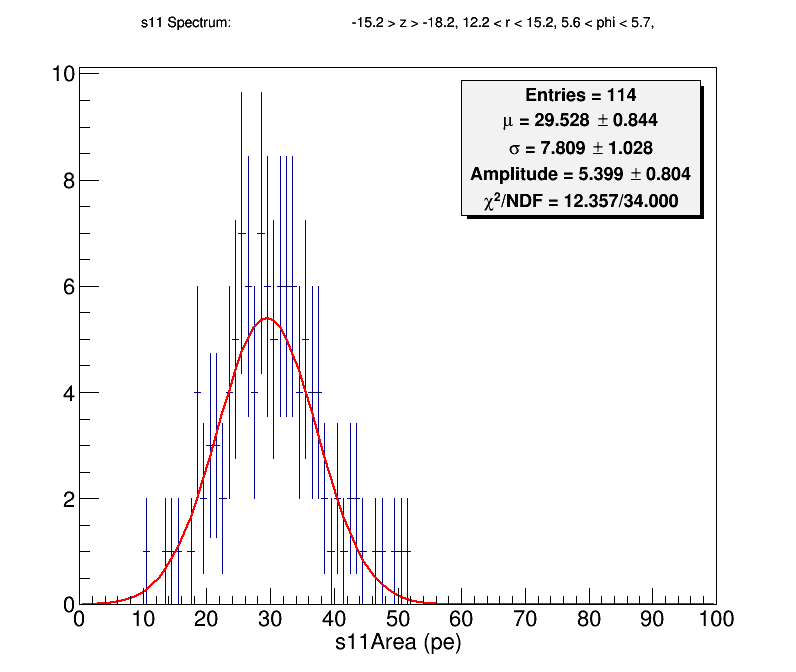 s11 Spectrum: -15.2 > z > -18.2, 12.2 < r < 15.2, 5.6 < phi < 5.7,
Entries = 114
μ = 29.528 ± 0.844
σ = 7.809 ± 1.028
Amplitude = 5.399 ± 0.804
χ²/NDF = 12.357/34.000
10
8
6
4
2
0
0 10 20 30 40 50 60 70 80 90 100
s11Area (pe)